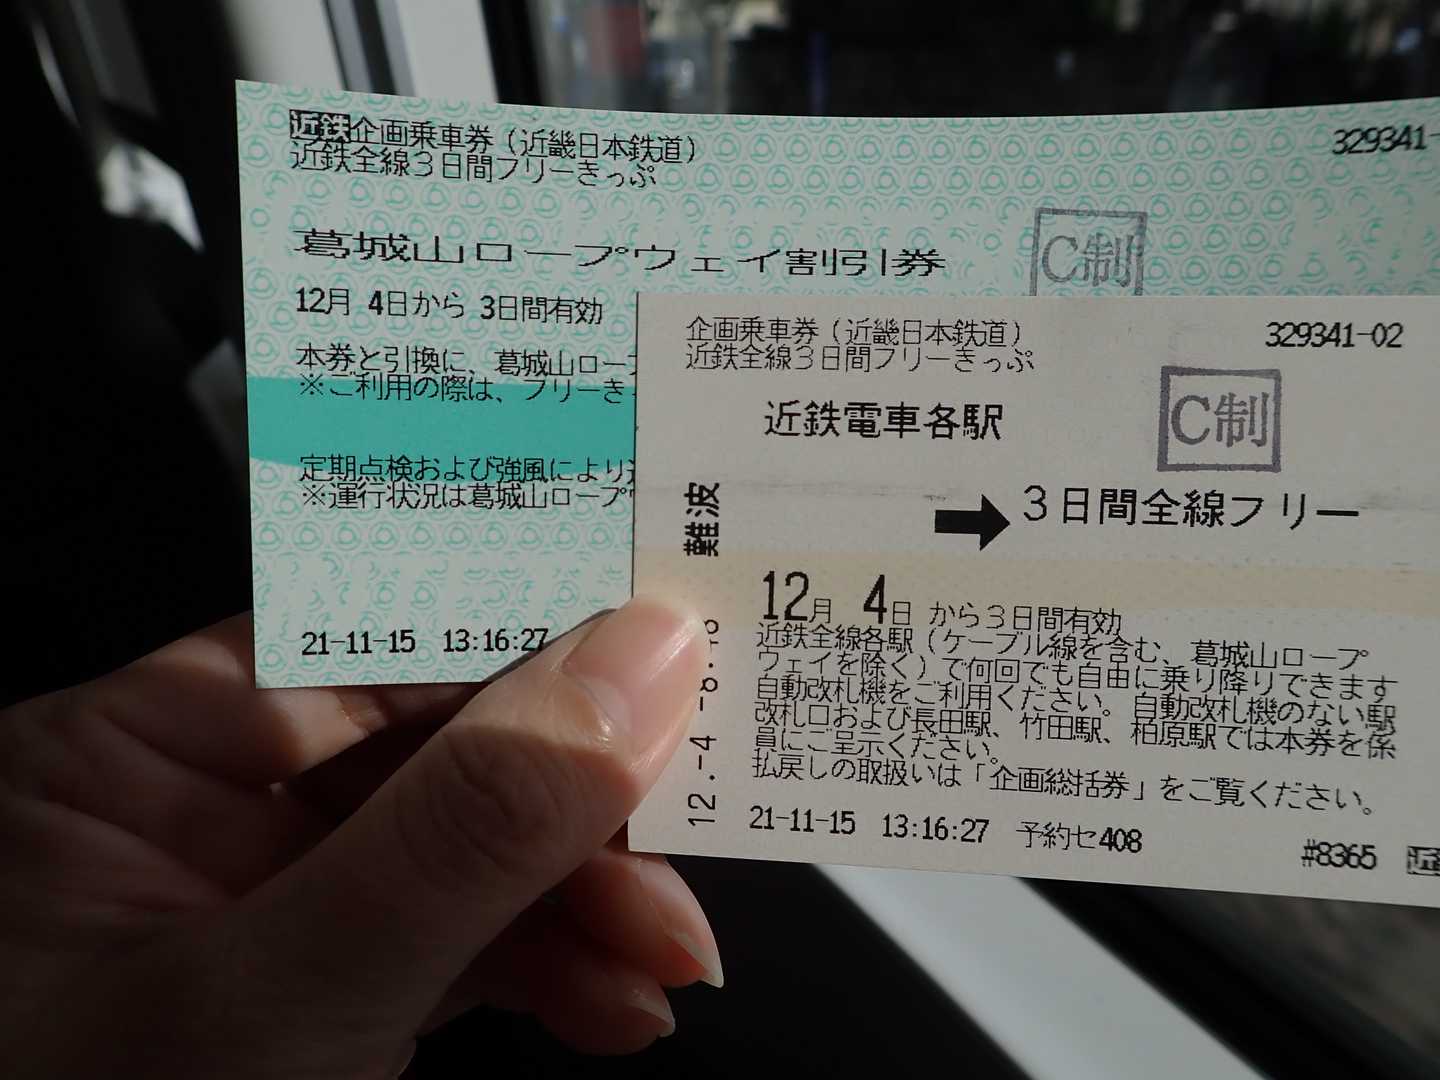 近鉄企画乗車券（近畿日本鉄道）
329341-
近鉄全線３日間フリーきっぷ
葛城山ロープウェイ割引券
C制
12月 4日から 3日間有効
本券と引換に、葛城山ロー
※ご利用の際は、フリーき
定期点検および強風により
※運行状況は葛城山ロープ
21-11-15 13:16:27
企画乗車券（近畿日本鉄道）
329341-02
近鉄全線３日間フリーきっぷ
C制
近鉄電車各駅
➡３日間全線フリー
難波
12月 4日 から３日間有効
近鉄全線各駅（ケーブル線を含む、葛城山ロープ
ウェイを除く）で何回でも自由に乗り降りできます
自動改札機をご利用ください。自動改札機のない駅
改札口および長田駅、竹田駅、柏原駅では本券を係
員にご呈示ください。
払戻しの取扱いは「企画総括券」をご覧ください。
12.-4
21-11-15 13:16:27 予約セ408
#8365 近